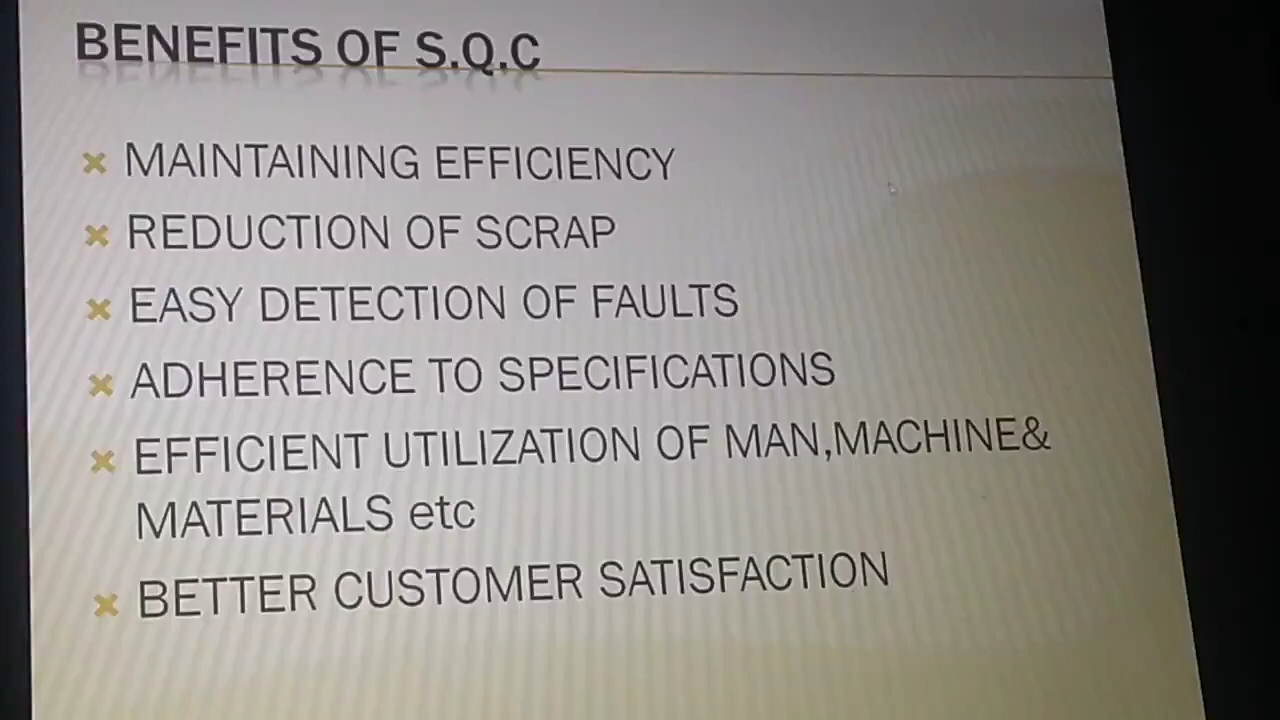 BENEFITS OF S.Q.C
MAINTAINING EFFICIENCY
REDUCTION OF SCRAP
EASY DETECTION OF FAULTS
ADHERENCE TO SPECIFICATIONS
EFFICIENT UTILIZATION OF MAN,MACHINE&
MATERIALS etc
BETTER CUSTOMER SATISFACTION